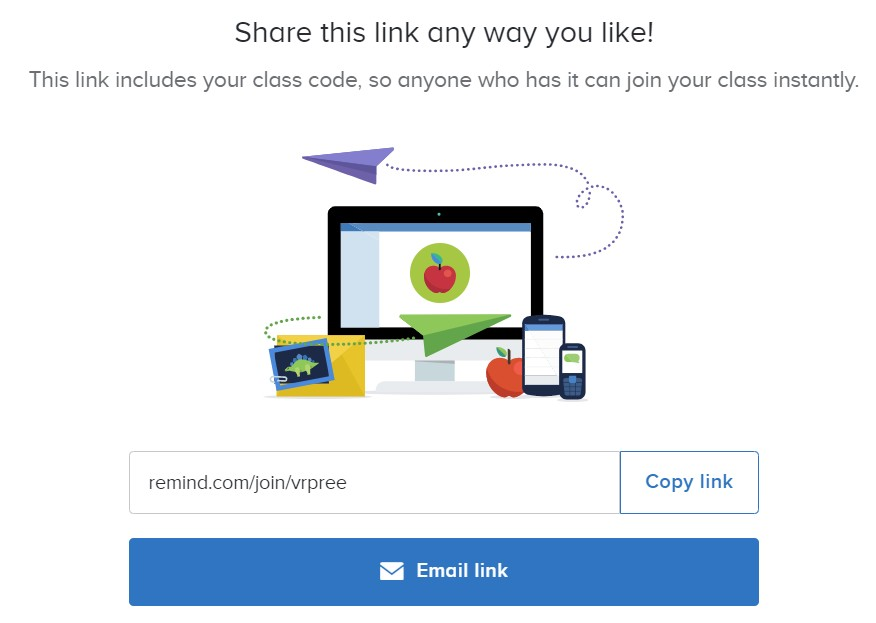 Share this link any way you like!
This link includes your class code, so anyone who has it can join your class instantly.
remind.com/join/vrpree
Copy link
Email link